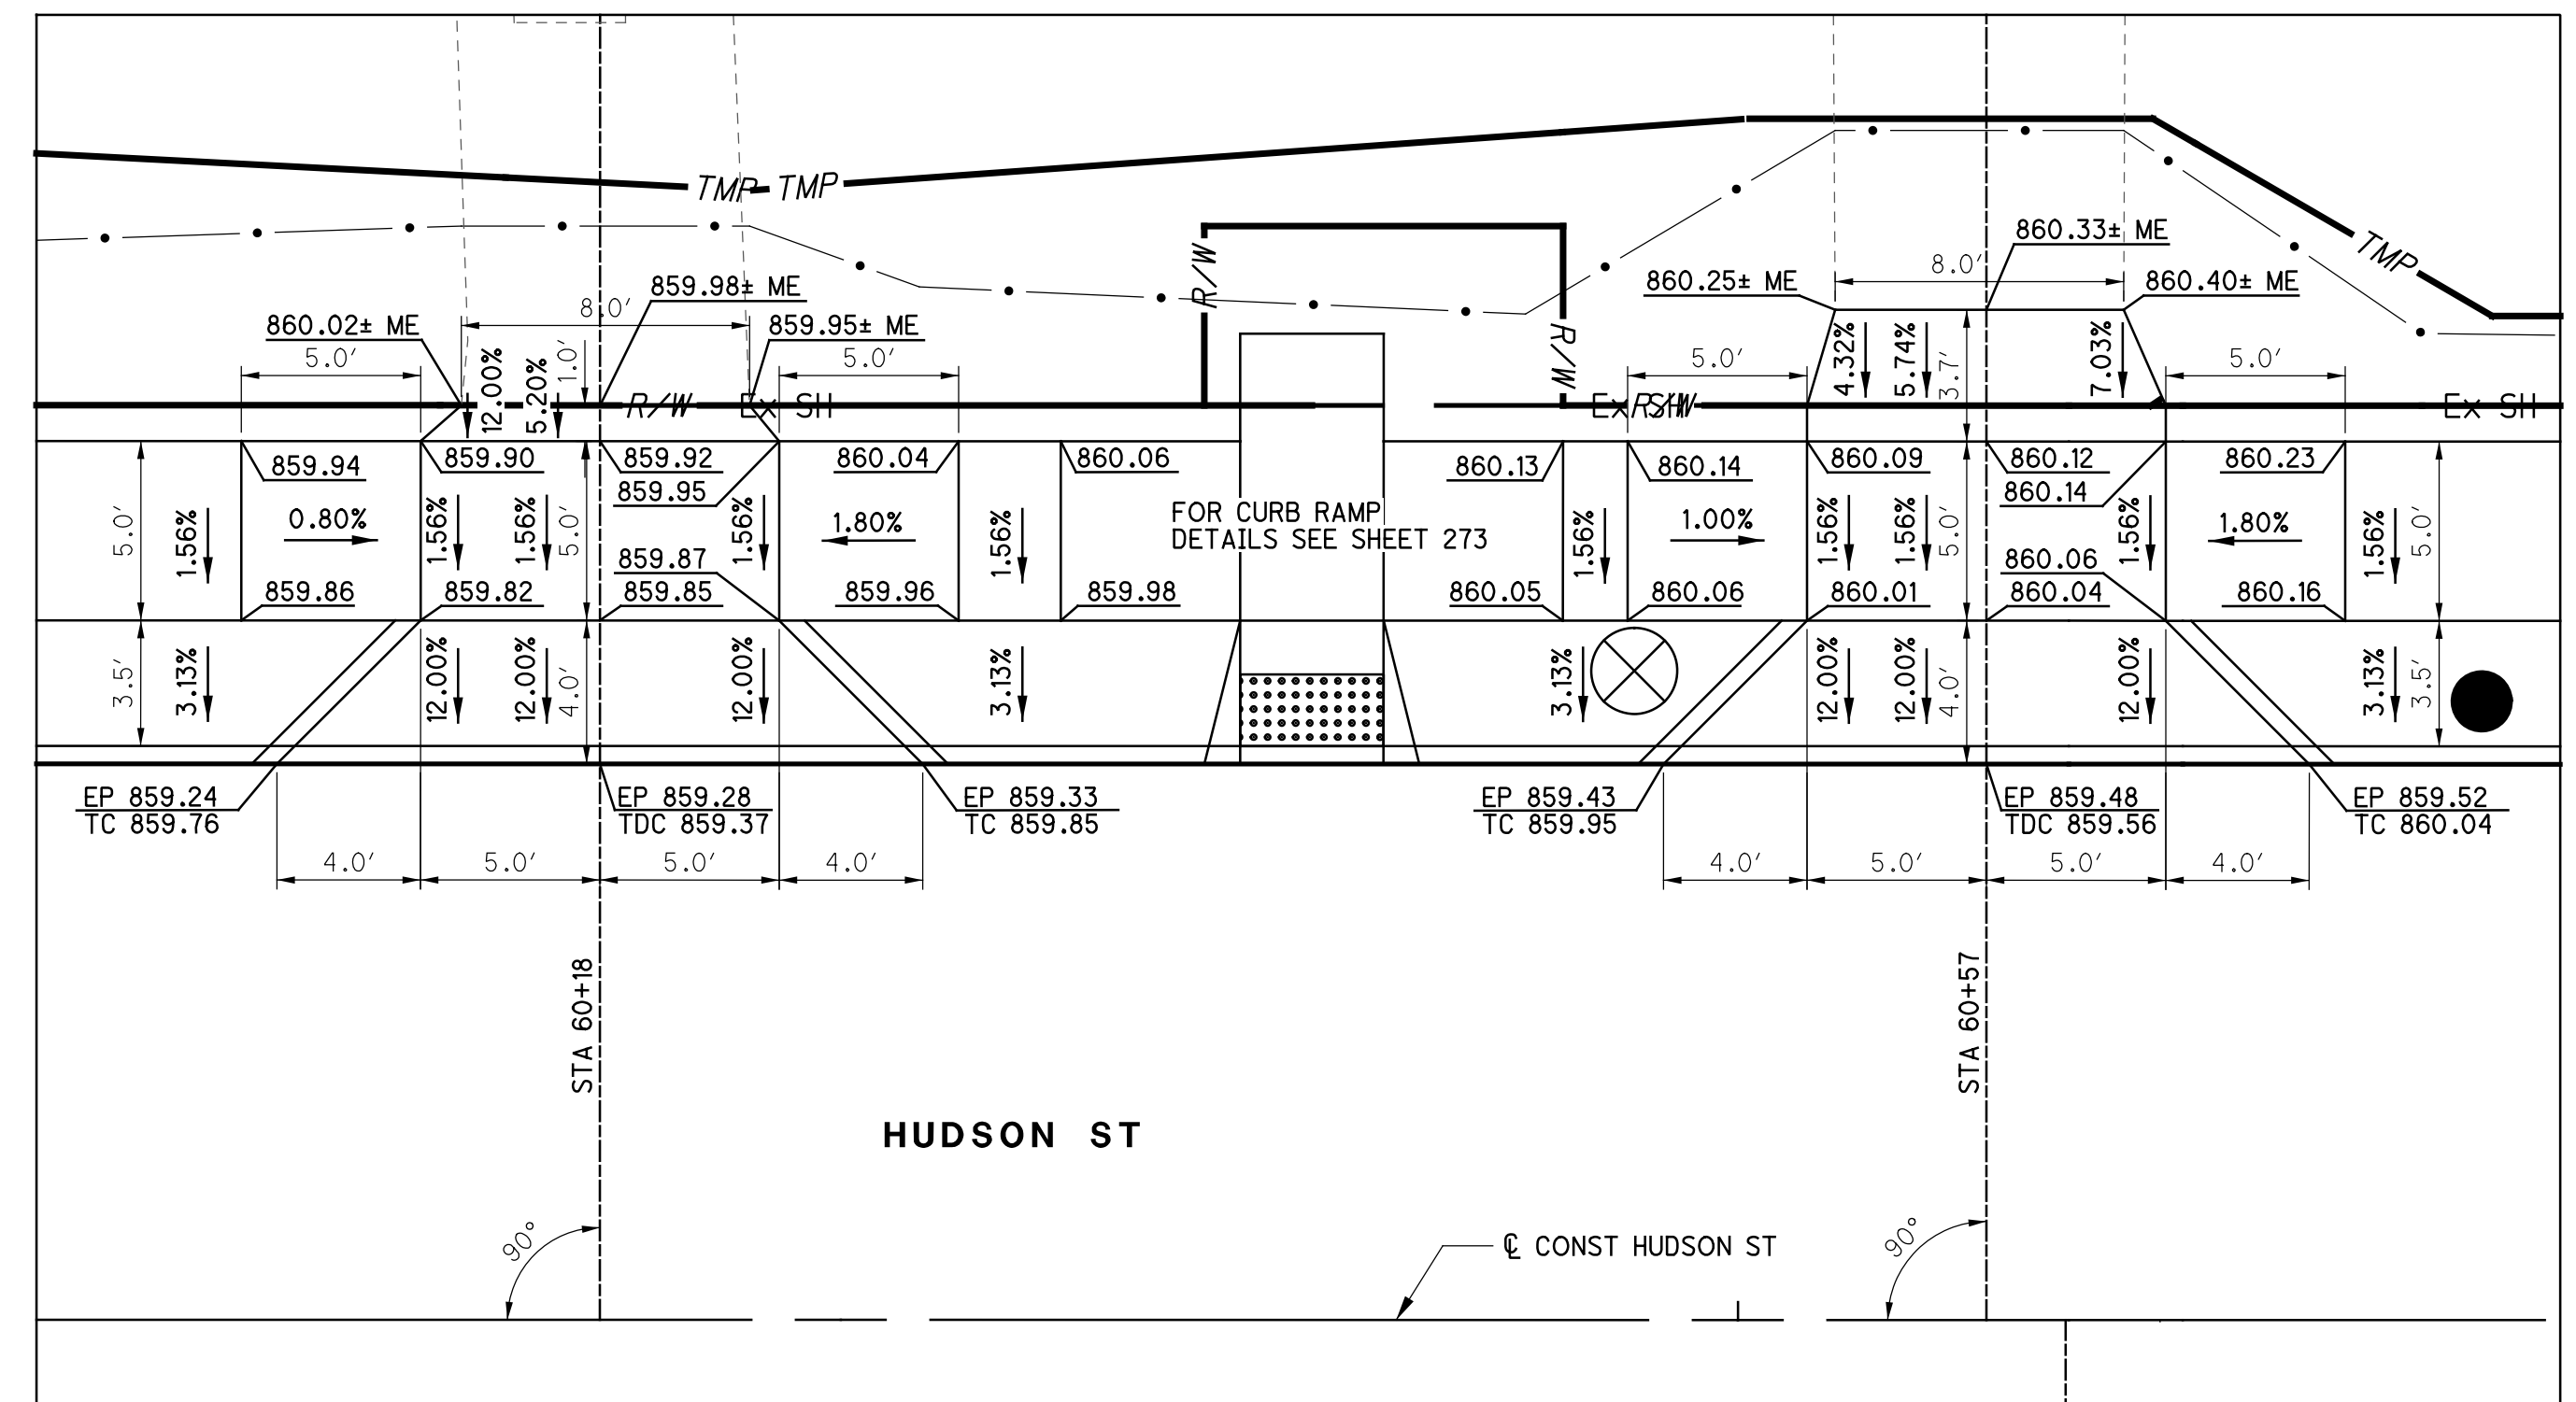 TMP TMP
TMP
R/W
R/W
860.33± ME
8.0'
860.25± ME
860.40± ME
859.98± ME
8.0'
860.02± ME
859.95± ME
5.0'
12.00%
5.20%
1.0'
5.0'
5.0'
4.32%
5.74%
3.7'
7.03%
5.0'
R/W
Ex SH
Ex SH
R/W
Ex SH
859.94
859.90
859.92
859.95
860.04
860.06
860.13
860.14
860.09
860.12
860.14
860.23
5.0'
1.56%
0.80%
1.56%
1.56%
5.0'
1.56%
1.80%
1.56%
FOR CURB RAMP
DETAILS SEE SHEET 273
1.56%
1.00%
1.56%
1.56%
5.0'
1.56%
1.80%
1.56%
5.0'
859.87
860.06
859.86
859.82
859.85
859.96
859.98
860.05
860.06
860.01
860.04
860.16
3.5'
3.13%
12.00%
12.00%
4.0'
12.00%
3.13%
3.13%
12.00%
12.00%
4.0'
12.00%
3.13%
3.5'
EP 859.24
TC 859.76
EP 859.28
TDC 859.37
EP 859.33
TC 859.85
EP 859.43
TC 859.95
EP 859.48
TDC 859.56
EP 859.52
TC 860.04
4.0'
5.0'
5.0'
4.0'
4.0'
5.0'
5.0'
4.0'
STA 60+18
STA 60+57
HUDSON ST
90°
90°
℄ CONST HUDSON ST